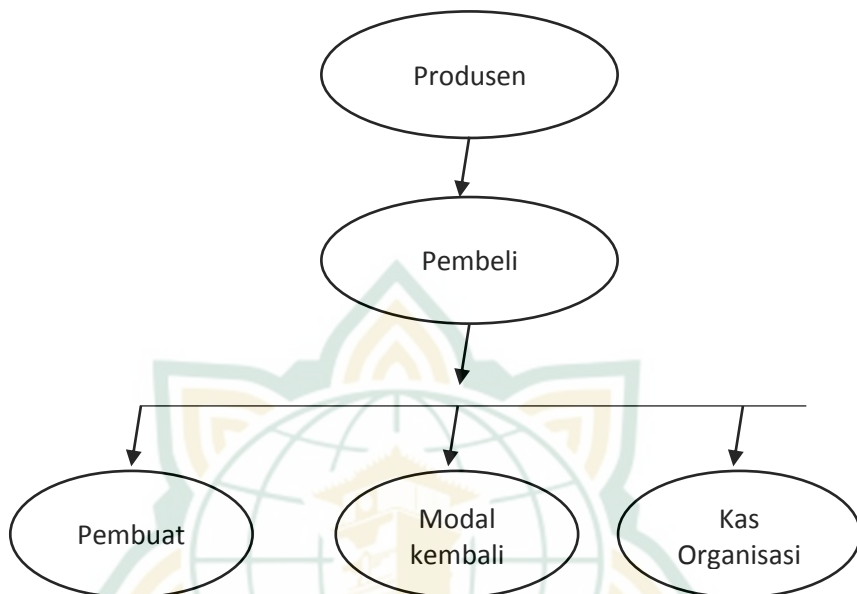 Produsen
Pembeli
Pembuat
Modal
kembali
Kas
Organisasi